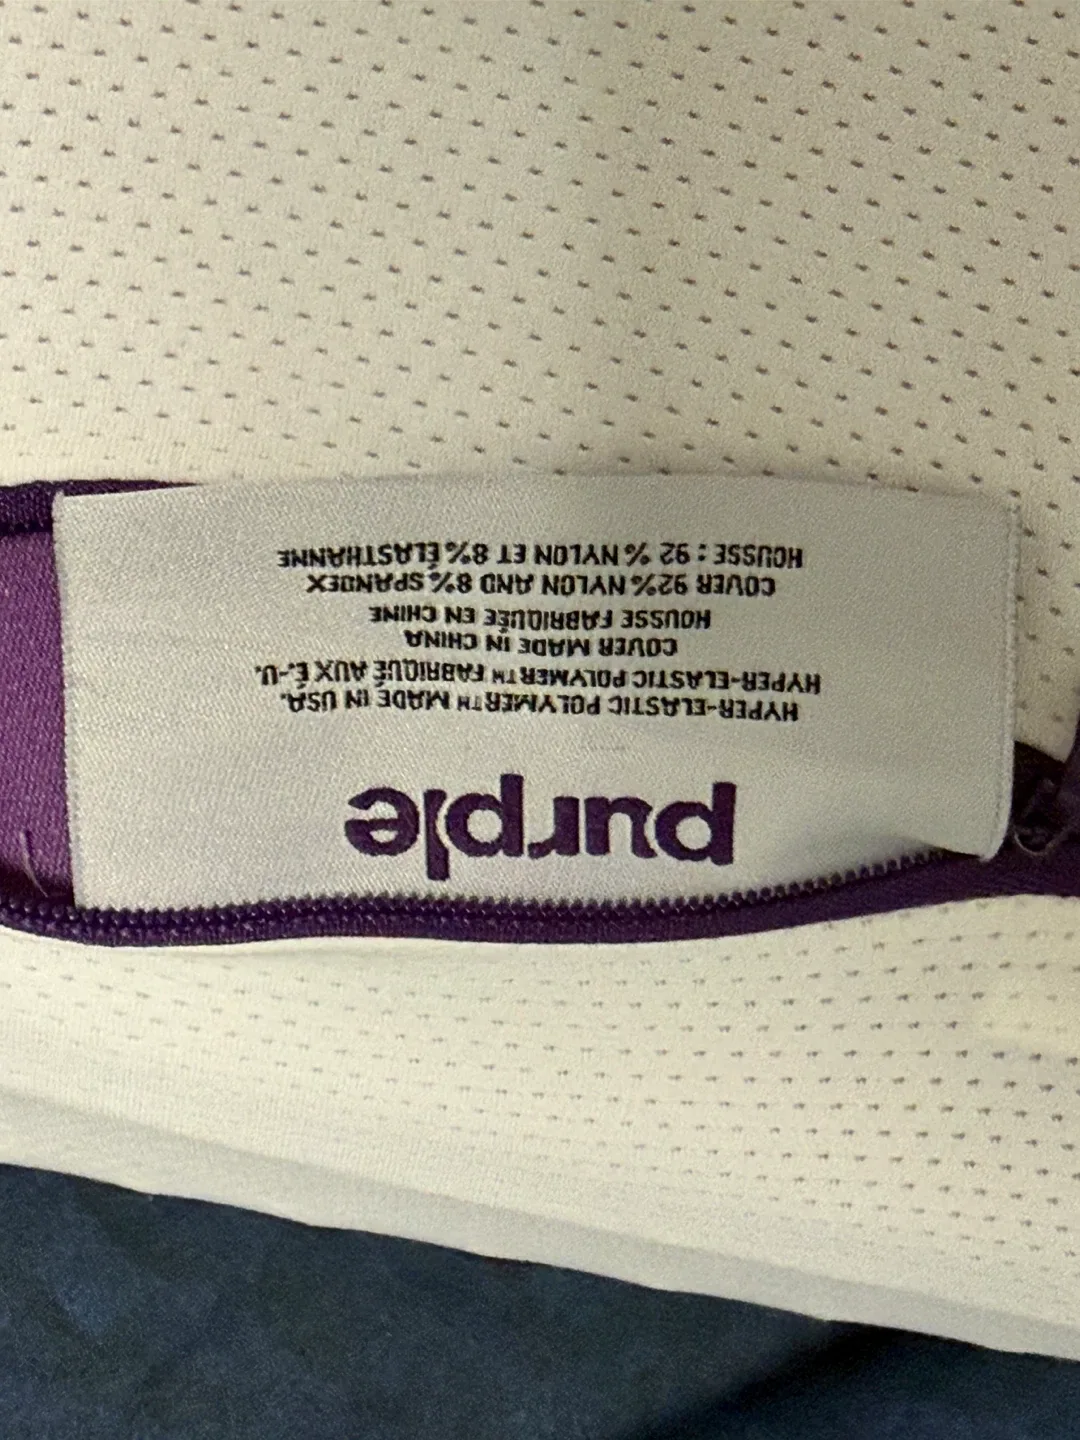 purple
HYPER-ELASTIC POLYMER™ MADE IN USA.
HYPER-ELASTIC POLYMER™ FABRIQUÉ AUX É.-U.
COVER MADE IN CHINA
HOUSSE FABRIQUÉE EN CHINE
COVER 92% NYLON AND 8% SPANDEX
HOUSSE : 92 % NYLON ET 8% ÉLASTHANNE